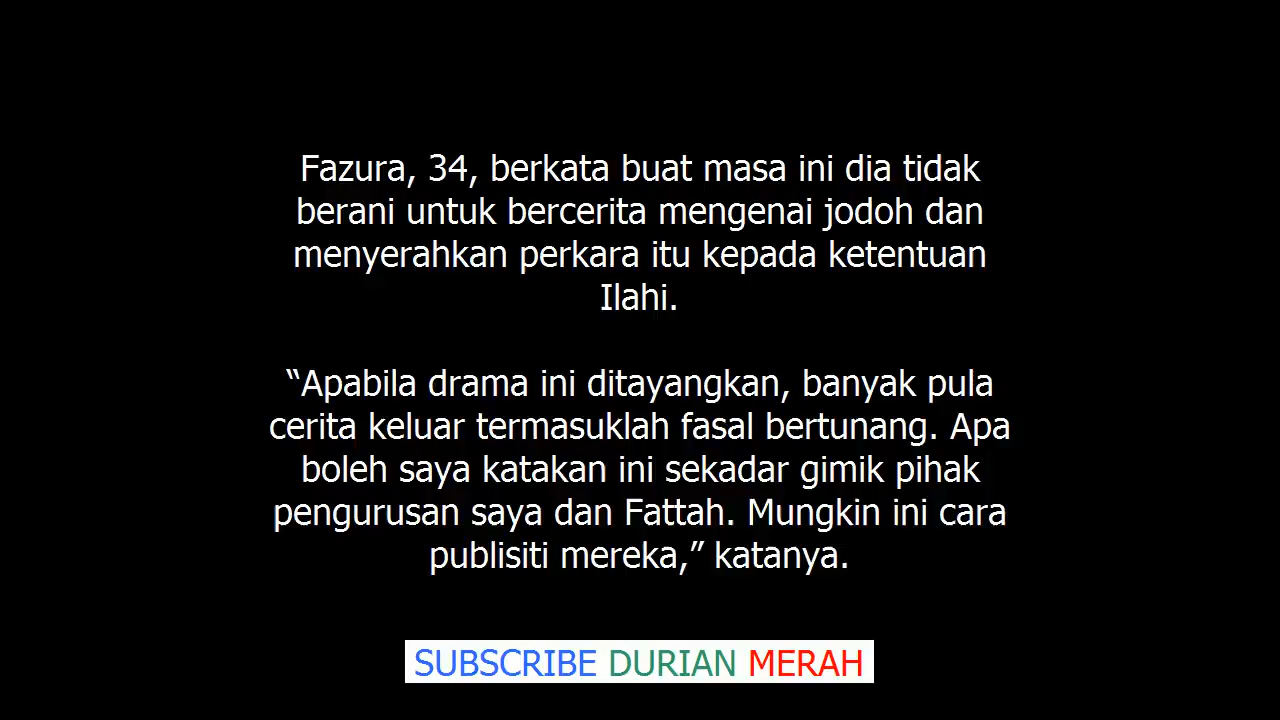 Fazura, 34, berkata buat masa ini dia tidak
berani untuk bercerita mengenai jodoh dan
menyerahkan perkara itu kepada ketentuan
Ilahi.
“Apabila drama ini ditayangkan, banyak pula
cerita keluar termasuklah fasal bertunang. Apa
boleh saya katakan ini sekadar gimik pihak
pengurusan saya dan Fattah. Mungkin ini cara
publisiti mereka,” katanya.
SUBSCRIBE DURIAN MERAH